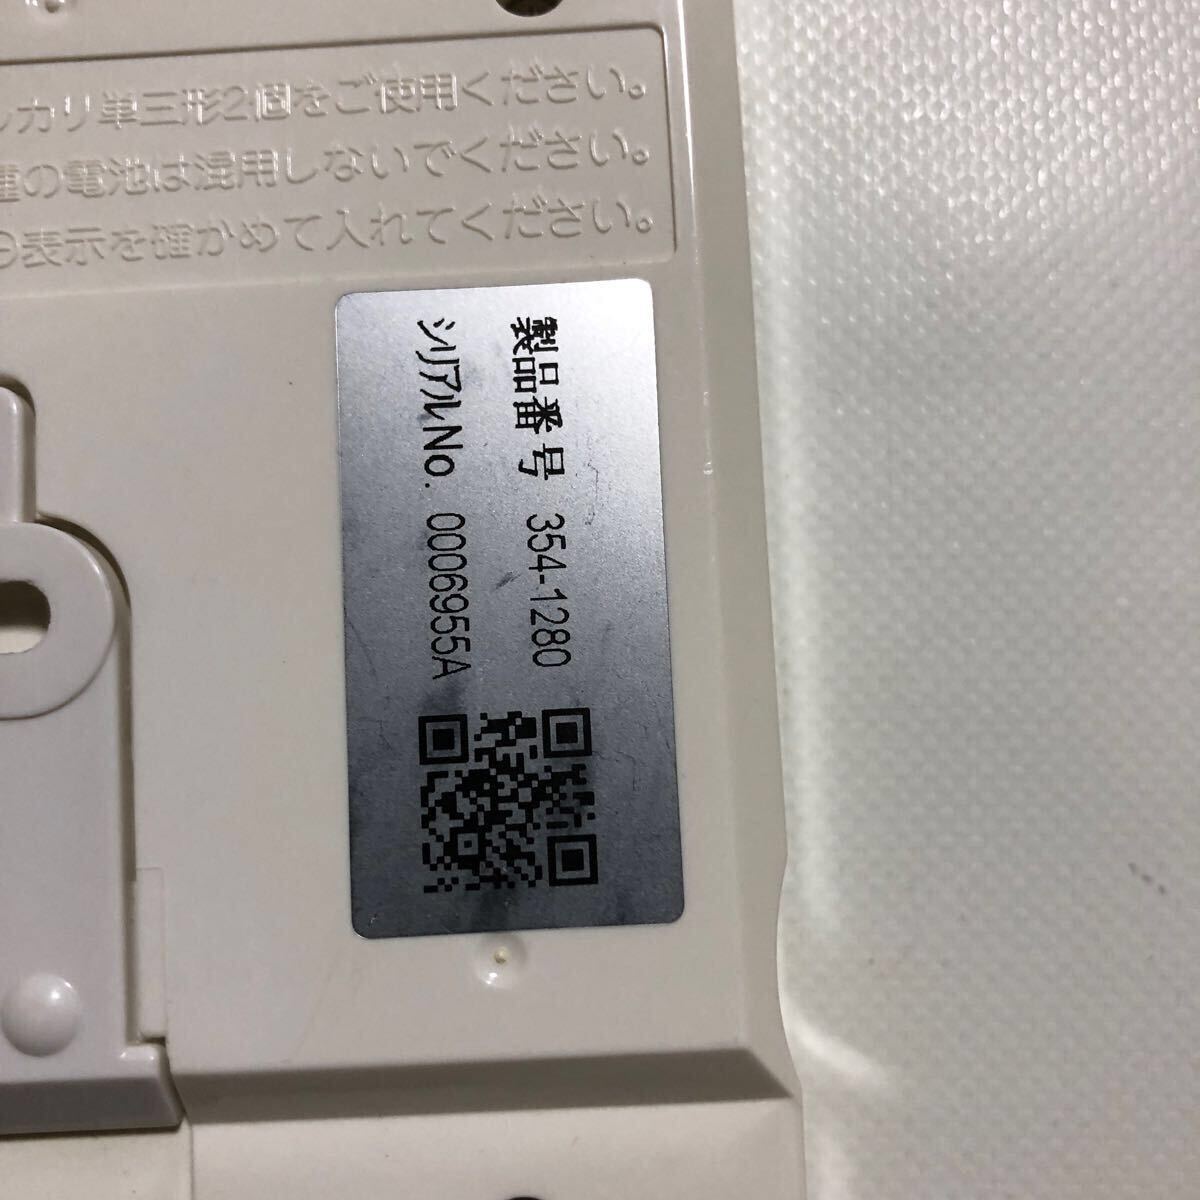 ルカリ単三形2個をご使用ください。
重の電池は混用しないでください。
⊖表示を確かめて入れてください。
製品番号 354-1280
シリアルNo. 0006955A